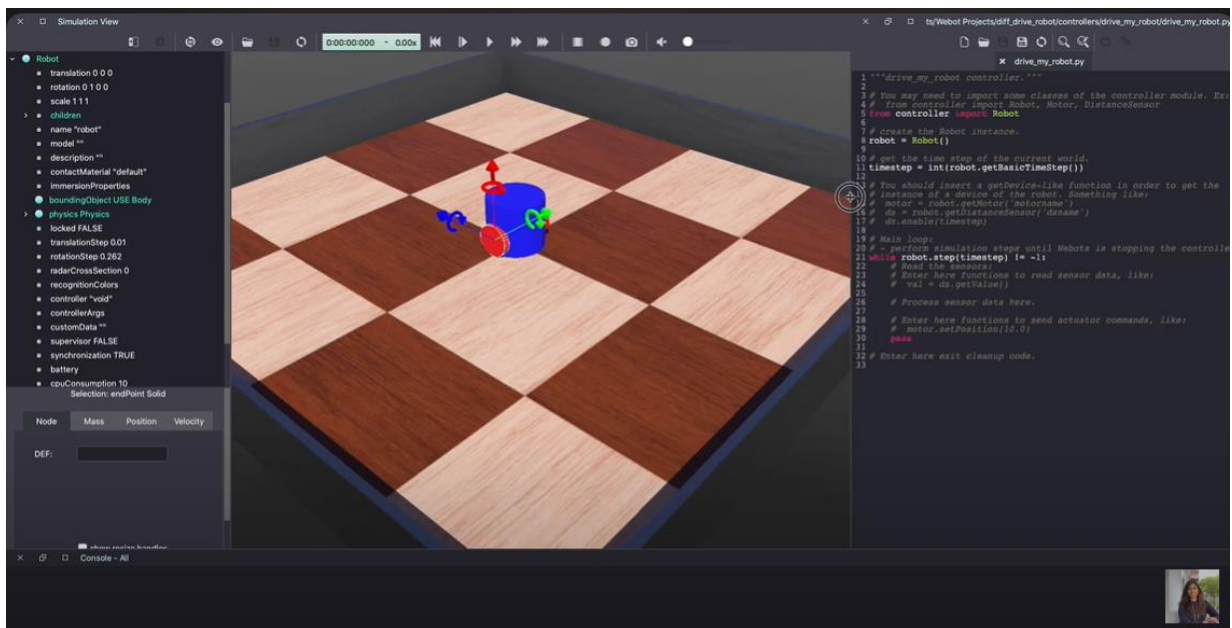 Simulation View
0:00:00:000 - 0.00x
Robot
translation 0 0 0
rotation 0 1 0 0
scale 1 1 1
children
name "robot"
model ""
description ""
contactMaterial "default"
immersionProperties
boundingObject USE Body
physics Physics
locked FALSE
translationStep 0.01
rotationStep 0.262
radarCrossSection 0
recognitionColors
controller "void"
controllerArgs
customData ""
supervisor FALSE
synchronization TRUE
battery
cpuConsumption 10
Selection: endPoint Solid
Node Mass Position Velocity
DEF:
show resize handles
ts/Webot Projects/diff_drive_robot/controllers/drive_my_robot/drive_my_robot.py
drive_my_robot.py
1 """drive_my_robot controller."""
2
3 # You may need to import some classes of the controller module. Ex:
4 #  from controller import Robot, Motor, DistanceSensor
5 from controller import Robot
6
7 # create the Robot instance.
8 robot = Robot()
9
10 # get the time step of the current world.
11 timestep = int(robot.getBasicTimeStep())
12
13 # You should insert a getDevice-like function in order to get the
# instance of a device of the robot. Something like:
#  motor = robot.getMotor('motorname')
16 #  ds = robot.getDistanceSensor('dsname')
17 #  ds.enable(timestep)
18
19 # Main loop:
20 # - perform simulation steps until Webots is stopping the controlle
21 while robot.step(timestep) != -1:
22     # Read the sensors:
23     # Enter here functions to read sensor data, like:
24     #  val = ds.getValue()
25
26     # Process sensor data here.
27
28     # Enter here functions to send actuator commands, like:
29     #  motor.setPosition(10.0)
30     pass
31
32 # Enter here exit cleanup code.
33
Console - All